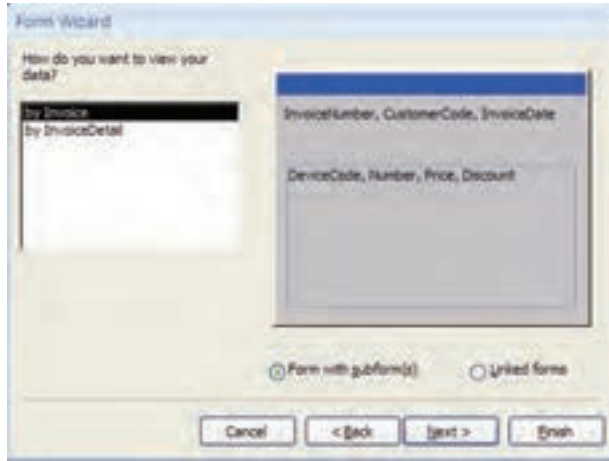 Form Wizard
How do you want to view your
data?
by Invoice
by InvoiceDetail
InvoiceNumber, CustomerCode, InvoiceDate
DeviceCode, Number, Price, Discount
Form with subform(s)
Linked forms
Cancel
< Back
Next >
Finish